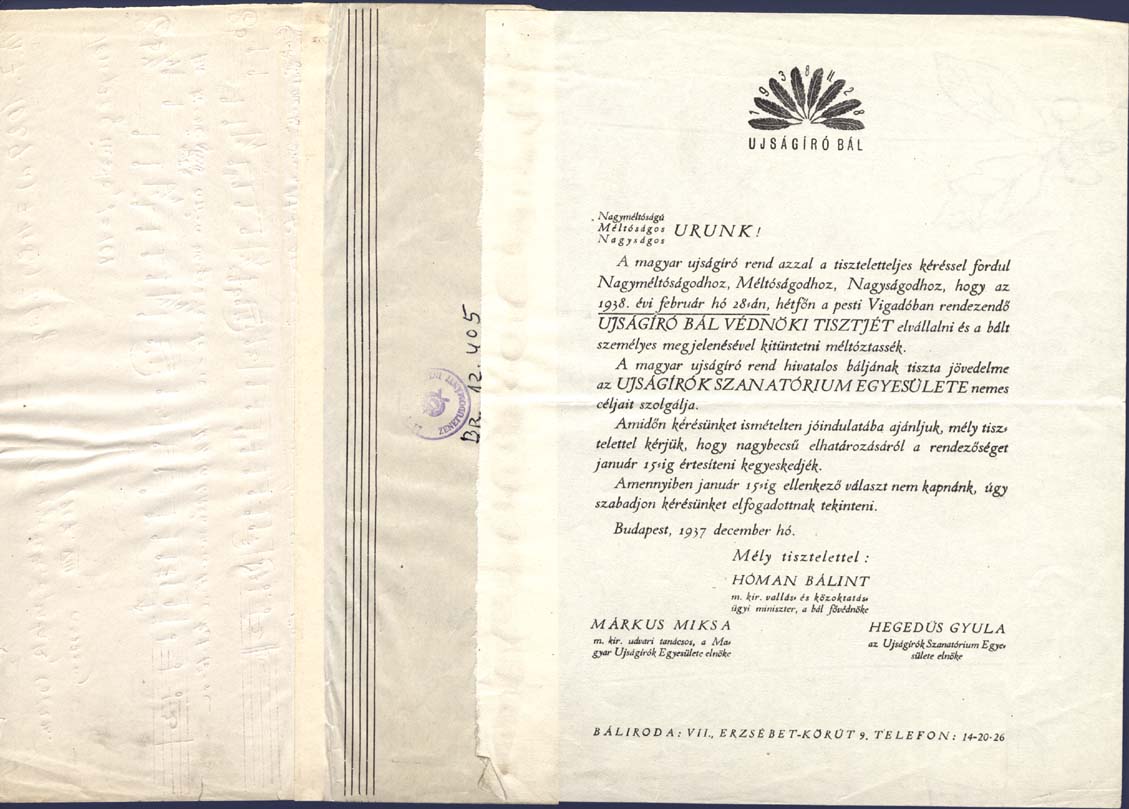 1938 II 28
UJSÁGÍRÓ BÁL
Nagyméltóságú
Méltóságos
Nagyságos
URUNK!
A magyar ujságíró rend azzal a tiszteletteljes kéréssel fordul
Nagyméltóságodhoz, Méltóságodhoz, Nagyságodhoz, hogy az
1938. évi február hó 28-án, hétfőn a pesti Vigadóban rendezendő
UJSÁGÍRÓ BÁL VÉDNÖKI TISZTJÉT elvállalni és a bált
személyes megjelenésével kitüntetni méltóztassék.
A magyar ujságíró rend hivatalos báljának tiszta jövedelme
az UJSÁGÍRÓK SZANATÓRIUM EGYESÜLETE nemes
céljait szolgálja.
Amidőn kérésünket ismételten jóindulatába ajánljuk, mély tisz-
telettel kérjük, hogy nagybecsű elhatározásáról a rendezőséget
január 15-ig értesíteni kegyeskedjék.
Amennyiben január 15-ig ellenkező választ nem kapnánk, úgy
szabadjon kérésünket elfogadottnak tekinteni.
Budapest, 1937 december hó.
Mély tisztelettel:
HÓMAN BÁLINT
m. kir. vallás- és közoktatás-
ügyi miniszter, a bál fővédnöke
MÁRKUS MIKSA
m. kir. udvari tanácsos, a Ma-
gyar Ujságírók Egyesülete elnöke
HEGEDŰS GYULA
az Ujságírók Szanatórium Egye-
sülete elnöke
BÁLIRODA: VII., ERZSÉBET-KÖRÚT 9. TELEFON: 14-20-26
BR. 12.405